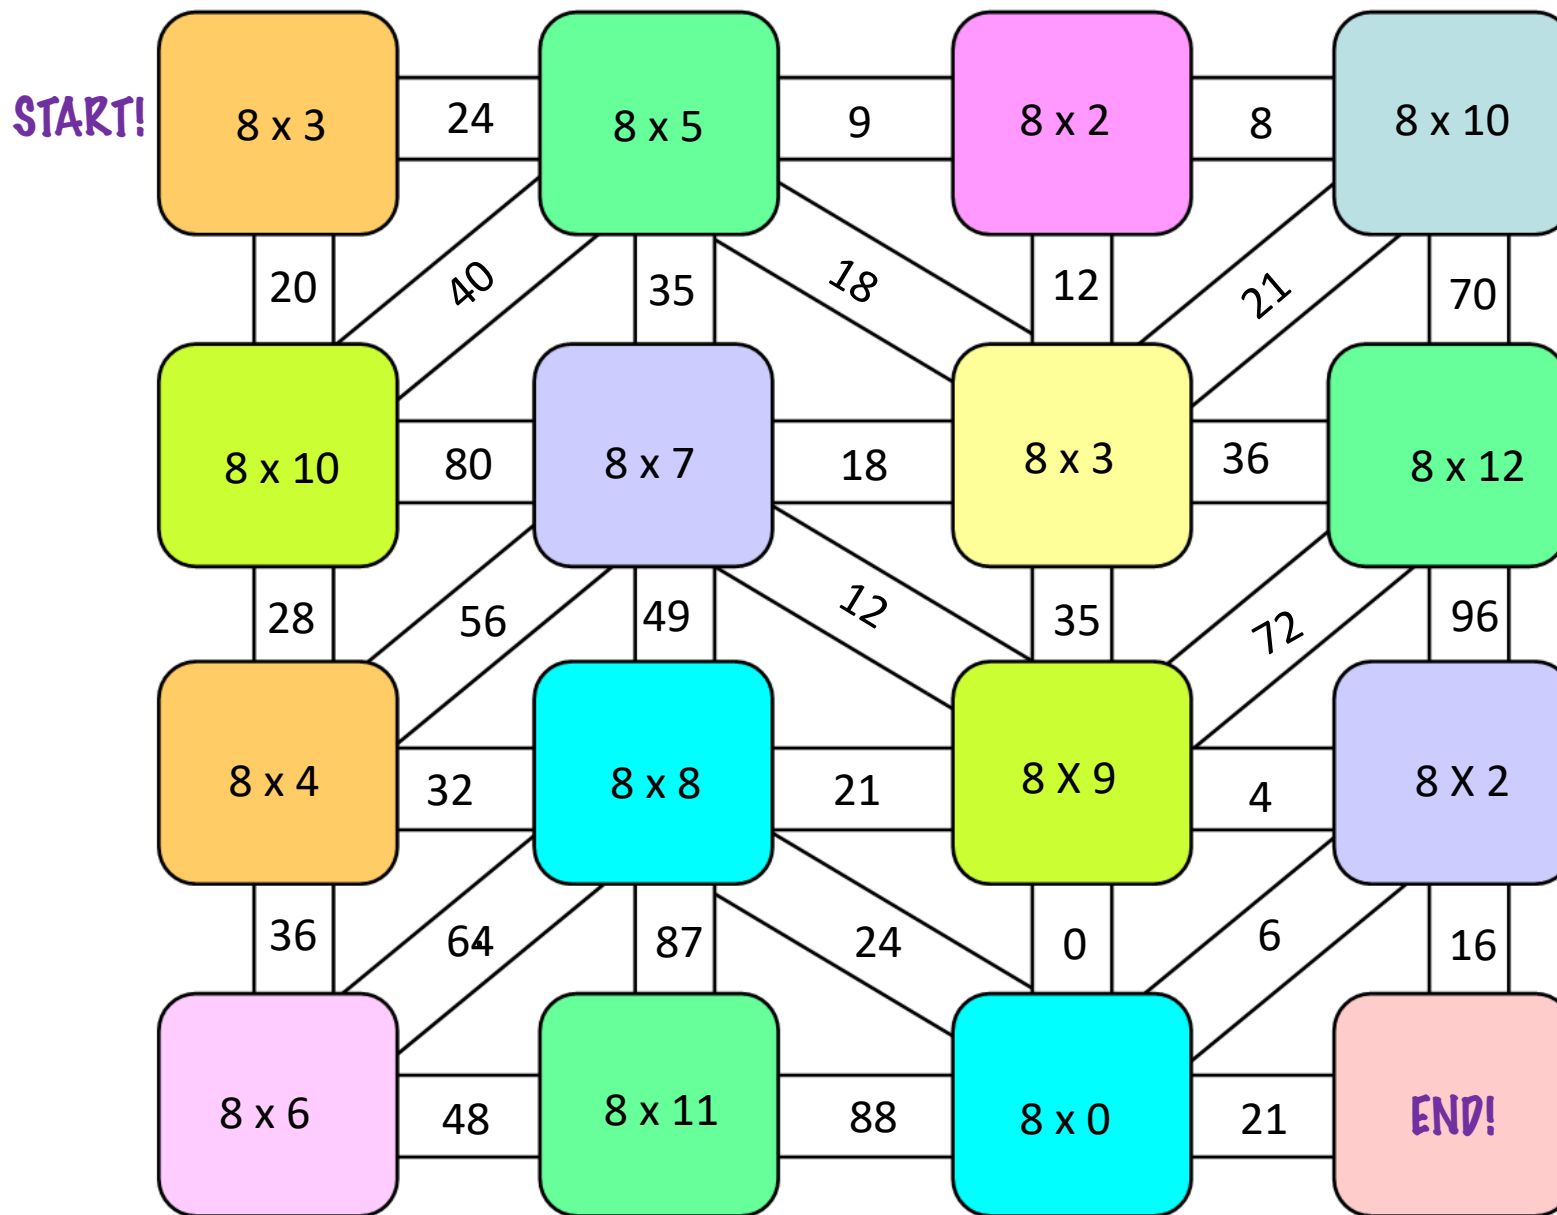 START! 8 x 3 24 8 x 5 9 8 x 2 8 8 x 10
20 40 35 18 12 21 70
8 x 10 80 8 x 7 18 8 x 3 36 8 x 12
28 56 49 12 35 72 96
8 x 4 32 8 x 8 21 8 X 9 4 8 X 2
36 64 87 24 0 6 16
8 x 6 48 8 x 11 88 8 x 0 21 END!